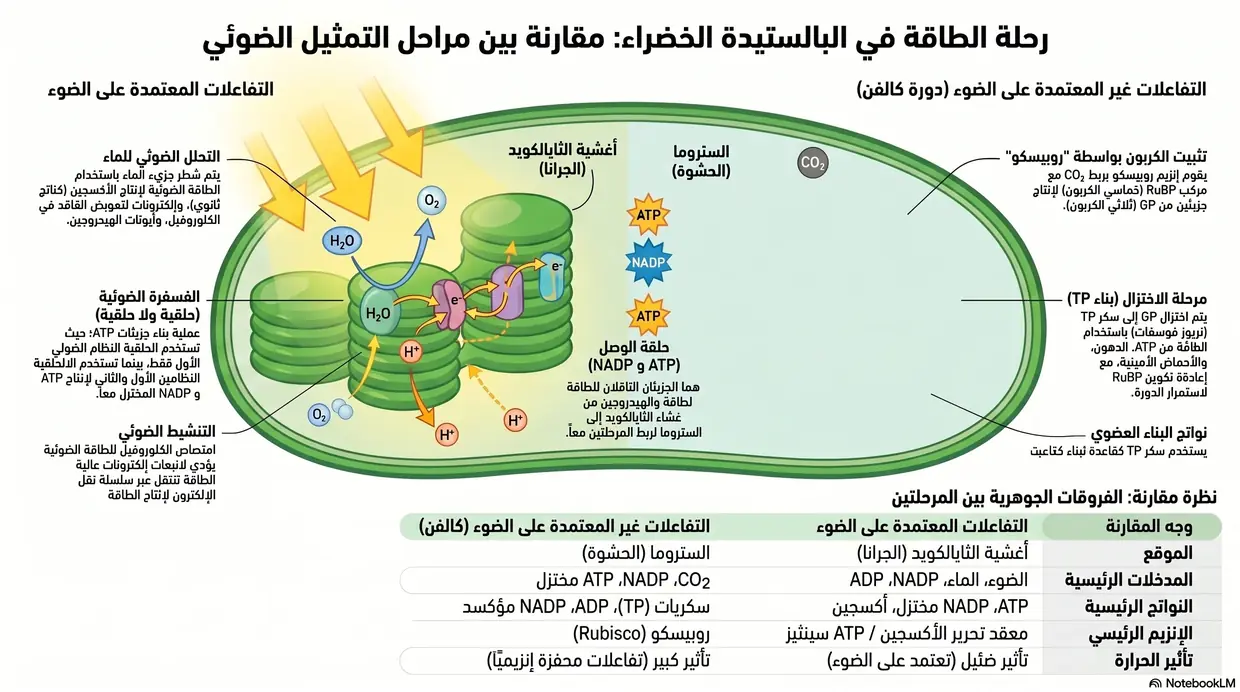 رحلة الطاقة في البالستيدة الخضراء: مقارنة بين مراحل التمثيل الضوئي
التفاعلات غير المعتمدة على الضوء (دورة كالفن)
التفاعلات المعتمدة على الضوء
تثبيت الكربون بواسطة "روبيسكو"
يقوم إنزيم روبيسكو بربط CO₂ مع
مركب RuBP (خماسي الكربون) لإنتاج
جزيئين من GP (ثلاثي الكربون).
مرحلة الاختزال (بناء TP)
يتم اختزال GP إلى سكر TP
(تريوز فوسفات) باستخدام
الطاقة من ATP. الدهون،
والأحماض الأمينية، مع
إعادة تكوين RuBP
لاستمرار الدورة.
نواتج البناء العضوي
يستخدم سكر TP كقاعدة لبناء
CO₂
الستروما
(الحشوة)
أغشية الثايالكويد
(الجرانا)
ATP
NADP
ATP
حلقة الوصل
(ATP و NADP)
هما الجزيئان الناقلان للطاقة
لطاقة والهيدروجين من
غشاء الثايالكويد إلى
الستروما لربط المرحلتين معاً.
O₂
H₂O
H₂O
e⁻
e⁻
H⁺
H⁺
H⁺
O₂
التحلل الضوئي للماء
يتم شطر جزيء الماء باستخدام
الطاقة الضوئية لإنتاج الأكسجين (كناتج
ثانوي)، وإلكترونات لتعويض الفاقد في
الكلوروفيل، وأيونات الهيدروجين.
الفسفرة الضوئية
(حلقية ولا حلقية)
عملية بناء جزيئات ATP؛ حيث
تستخدم الحلقية النظام الضوئي
الأول فقط، بينما تستخدم اللاحلقية
النظامين الأول والثاني لإنتاج ATP
و NADP المختزل معاً.
التنشيط الضوئي
امتصاص الكلوروفيل للطاقة الضوئية
يؤدي لانبعاث إلكترونات عالية
الطاقة تنتقل عبر سلسلة نقل
الإلكترون لإنتاج الطاقة
نظرة مقارنة: الفروقات الجوهرية بين المرحلتين
وجه المقارنة التفاعلات المعتمدة على الضوء التفاعلات غير المعتمدة على الضوء (كالفن)
الموقع أغشية الثايالكويد (الجرانا) الستروما (الحشوة)
المدخلات الرئيسية الضوء، الماء، ADP ،NADP CO₂، ATP ،NADP مختزل
النواتج الرئيسية ATP، NADP مختزل، أكسجين سكريات (TP)، NADP ،ADP مؤكسد
الإنزيم الرئيسي معقد تحرير الأكسجين / ATP سينثيز روبيسكو (Rubisco)
تأثير الحرارة تأثير ضئيل (تعتمد على الضوء) تأثير كبير (تفاعلات محفزة إنزيميًّا)
NotebookLM